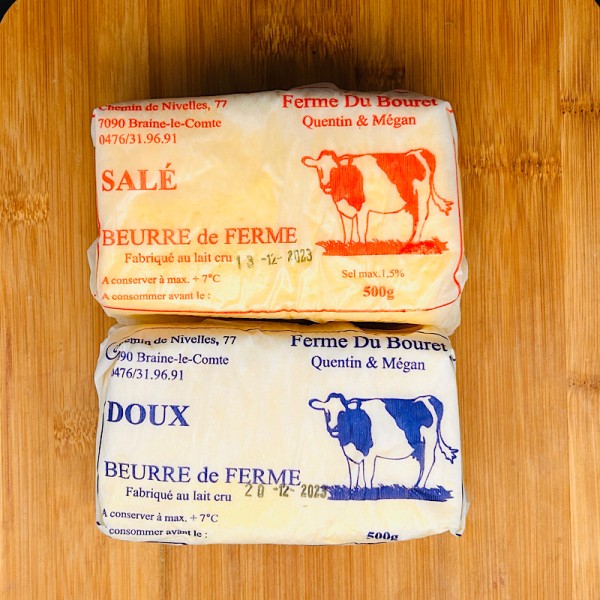 Chemin de Nivelles, 77
7090 Braine-le-Comte
0476/31.96.91
Ferme Du Bouret
Quentin & Mégan
SALÉ
BEURRE de FERME
Fabriqué au lait cru
13 -12- 2023
A conserver à max. + 7°C
A consommer avant le :
Sel max.1,5%
500g
Chemin de Nivelles, 77
7090 Braine-le-Comte
0476/31.96.91
Ferme Du Bouret
Quentin & Mégan
DOUX
BEURRE de FERME
Fabriqué au lait cru
20 -12- 2023
A conserver à max. + 7°C
consommer avant le :
500g